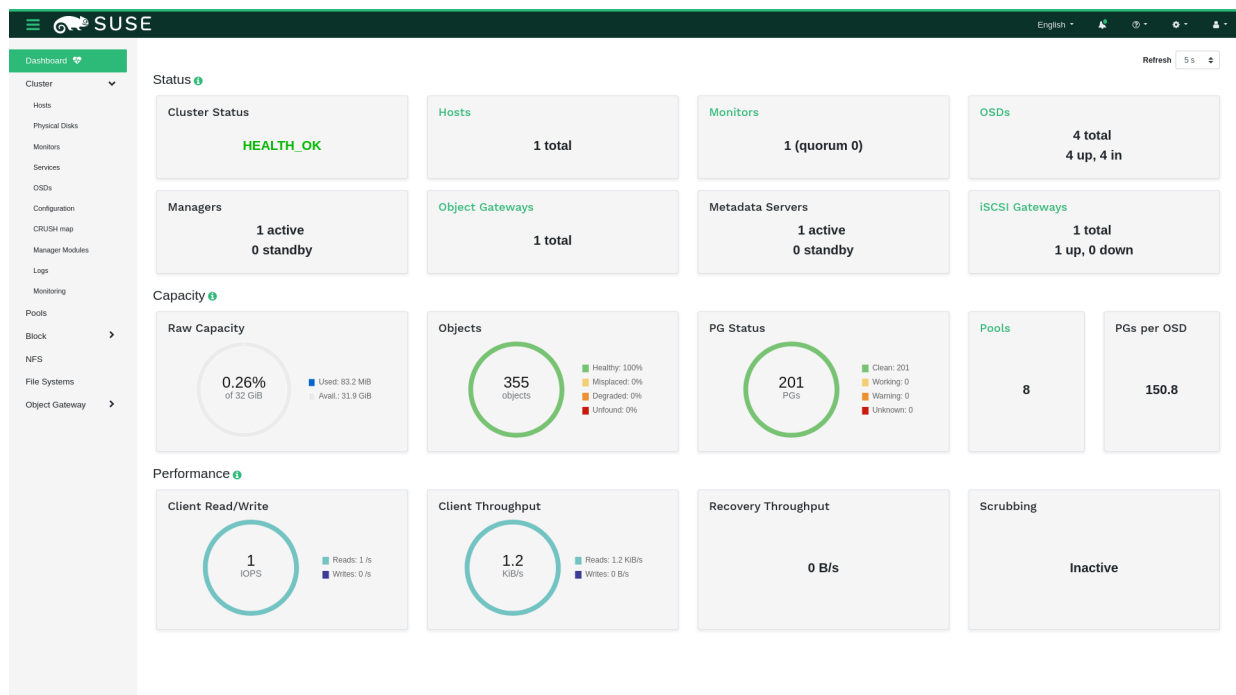 SUSE
English
Dashboard
Refresh 5 s
Cluster
Hosts
Physical Disks
Monitors
Services
OSDs
Configuration
CRUSH map
Manager Modules
Logs
Monitoring
Pools
Block
NFS
File Systems
Object Gateway
Status
Cluster Status
HEALTH_OK
Hosts
1 total
Monitors
1 (quorum 0)
OSDs
4 total
4 up, 4 in
Managers
1 active
0 standby
Object Gateways
1 total
Metadata Servers
1 active
0 standby
iSCSI Gateways
1 total
1 up, 0 down
Capacity
Raw Capacity
0.26%
of 32 GiB
Used: 83.2 MiB
Avail.: 31.9 GiB
Objects
355
objects
Healthy: 100%
Misplaced: 0%
Degraded: 0%
Unfound: 0%
PG Status
201
PGs
Clean: 201
Working: 0
Warning: 0
Unknown: 0
Pools
8
PGs per OSD
150.8
Performance
Client Read/Write
1
IOPS
Reads: 1 /s
Writes: 0 /s
Client Throughput
1.2
KiB/s
Reads: 1.2 KiB/s
Writes: 0 B/s
Recovery Throughput
0 B/s
Scrubbing
Inactive